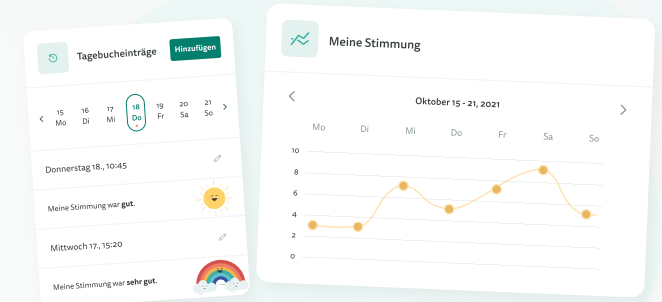 Tagebucheinträge
Hinzufügen
15 16 17 18 19 20 21
Mo Di Mi Do Fr Sa So
Donnerstag 18., 10:45
Meine Stimmung war gut.
Mittwoch 17., 15:20
Meine Stimmung war sehr gut.
Meine Stimmung
Oktober 15 - 21, 2021
Mo Di Mi Do Fr Sa So
10
8
6
4
2
0